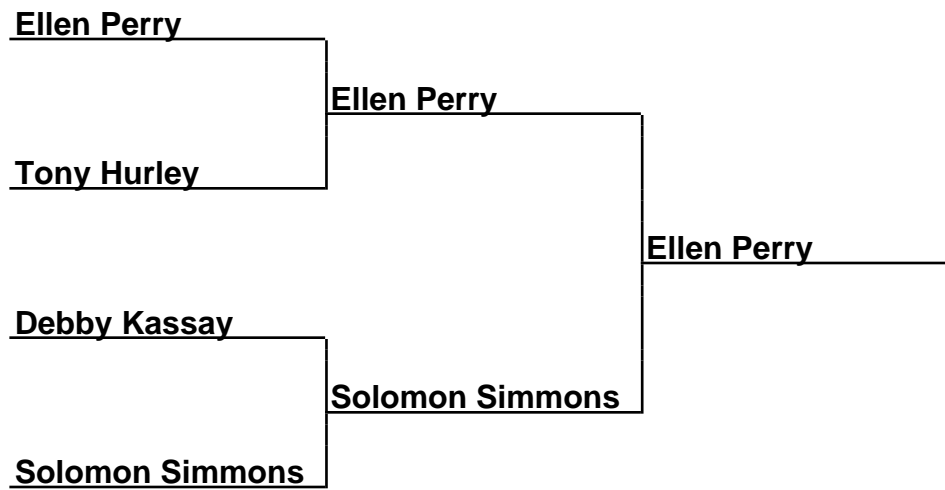 Ellen Perry
Ellen Perry
Tony Hurley
Ellen Perry
Debby Kassay
Solomon Simmons
Solomon Simmons